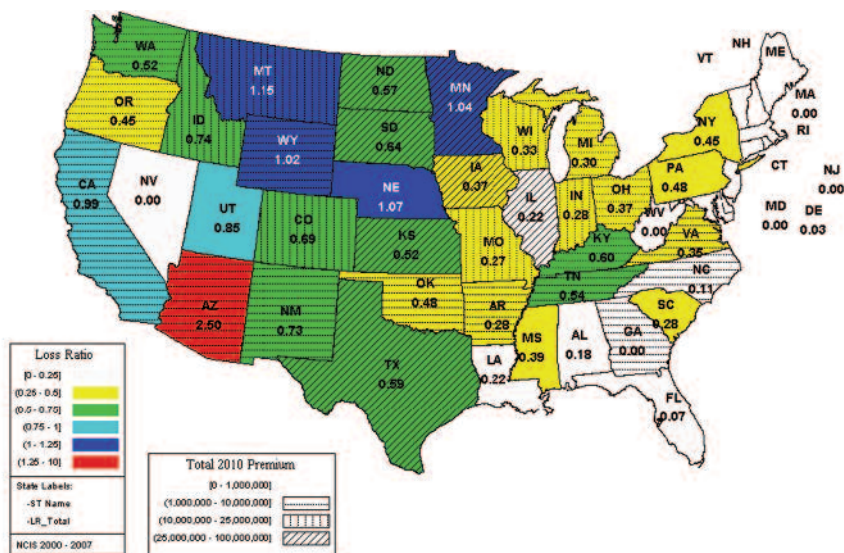 WA
0.52
OR
0.45
ID
0.74
MT
1.15
WY
1.02
CA
0.99
NV
0.00
UT
0.85
CO
0.69
AZ
2.50
NM
0.73
ND
0.57
SD
0.64
NE
1.07
KS
0.52
OK
0.48
TX
0.59
MN
1.04
IA
0.37
MO
0.27
AR
0.28
LA
0.22
WI
0.33
IL
0.22
MI
0.30
IN
0.28
OH
0.37
KY
0.60
TN
0.54
MS
0.39
AL
0.18
GA
0.00
FL
0.07
SC
0.28
NC
0.11
VA
0.35
WV
0.00
PA
0.48
NY
0.45
VT
NH
ME
MA
0.00
RI
CT
NJ
0.00
MD
0.00
DE
0.03
Loss Ratio
[0 - 0.25]
(0.25 - 0.5]
(0.5 - 0.75]
(0.75 - 1]
(1 - 1.25]
(1.25 - 10]
State Labels:
-ST Name
-LR_Total
NCIS 2000 - 2007
Total 2010 Premium
[0 - 1,000,000]
(1,000,000 - 10,000,000]
(10,000,000 - 25,000,000]
(25,000,000 - 100,000,000]